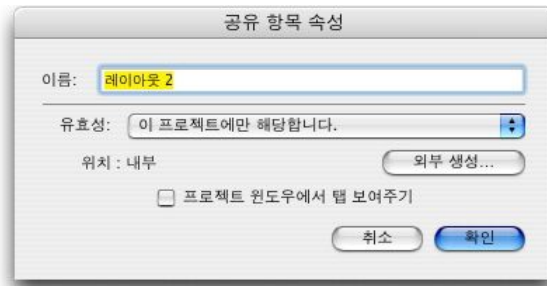 공유 항목 속성
이름: 레이아웃 2
유효성: 이 프로젝트에만 해당합니다.
위치 : 내부 외부 생성...
프로젝트 윈도우에서 탭 보여주기
취소 확인